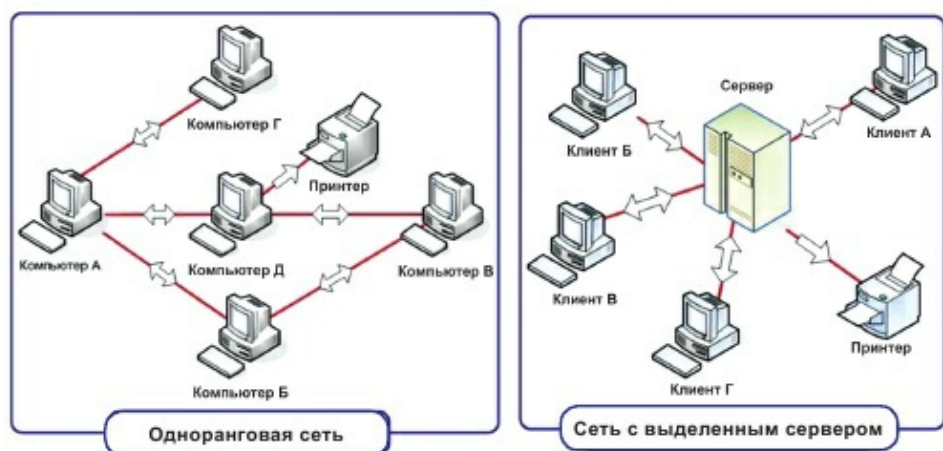 Компьютер Г
Принтер
Компьютер А
Компьютер Д
Компьютер В
Компьютер Б
Одноранговая сеть
Сервер
Клиент Б
Клиент А
Клиент В
Принтер
Клиент Г
Сеть с выделенным сервером